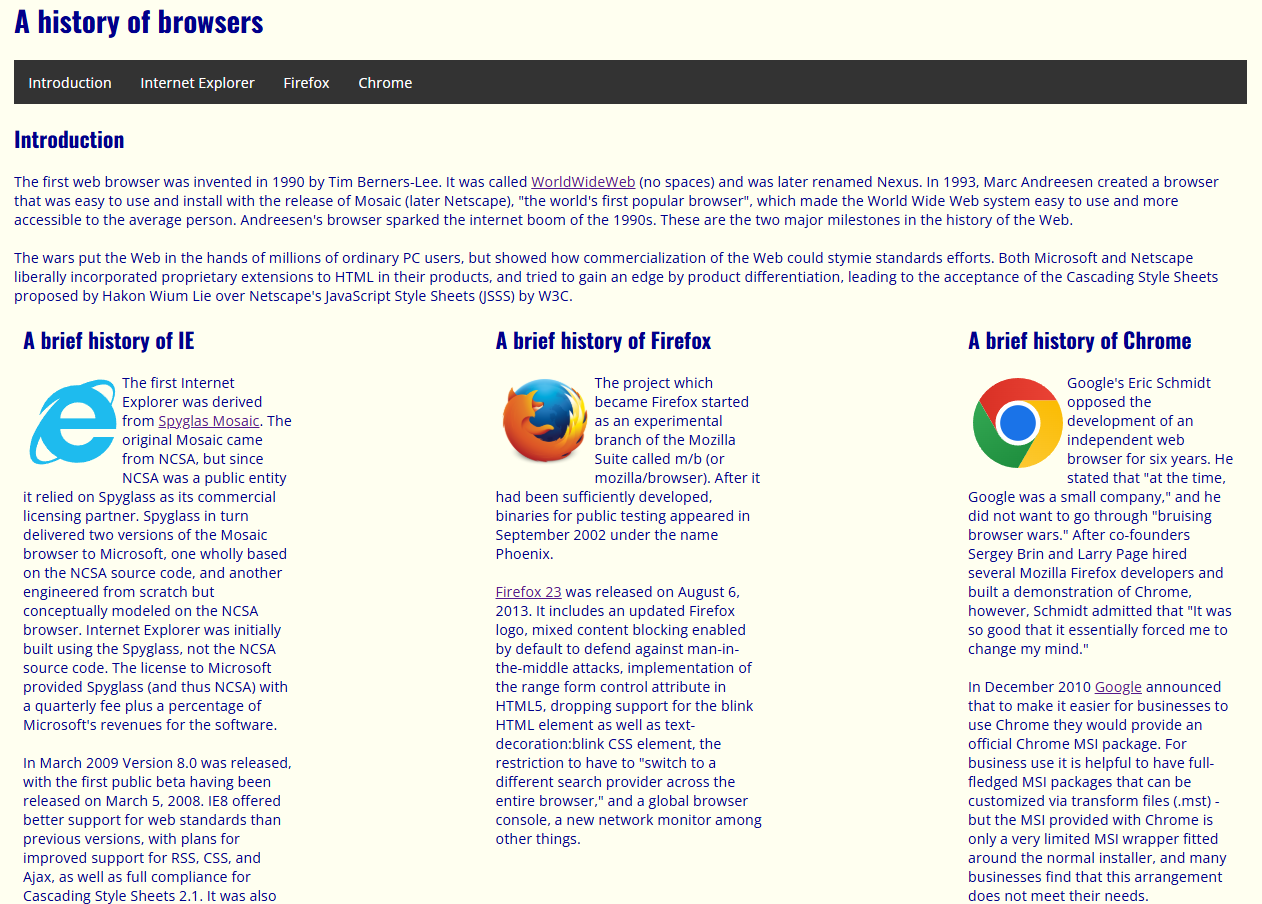 A history of browsers
Introduction
Internet Explorer
Firefox
Chrome
Introduction
The first web browser was invented in 1990 by Tim Berners-Lee. It was called WorldWideWeb (no spaces) and was later renamed Nexus. In 1993, Marc Andreesen created a browser
that was easy to use and install with the release of Mosaic (later Netscape), "the world's first popular browser", which made the World Wide Web system easy to use and more
accessible to the average person. Andreesen's browser sparked the internet boom of the 1990s. These are the two major milestones in the history of the Web.
The wars put the Web in the hands of millions of ordinary PC users, but showed how commercialization of the Web could stymie standards efforts. Both Microsoft and Netscape
liberally incorporated proprietary extensions to HTML in their products, and tried to gain an edge by product differentiation, leading to the acceptance of the Cascading Style Sheets
proposed by Hakon Wium Lie over Netscape's JavaScript Style Sheets (JSSS) by W3C.
A brief history of IE
The first Internet
Explorer was derived
from Spyglas Mosaic. The
original Mosaic came
from NCSA, but since
NCSA was a public entity
it relied on Spyglass as its commercial
licensing partner. Spyglass in turn
delivered two versions of the Mosaic
browser to Microsoft, one wholly based
on the NCSA source code, and another
engineered from scratch but
conceptually modeled on the NCSA
browser. Internet Explorer was initially
built using the Spyglass, not the NCSA
source code. The license to Microsoft
provided Spyglass (and thus NCSA) with
a quarterly fee plus a percentage of
Microsoft's revenues for the software.
In March 2009 Version 8.0 was released,
with the first public beta having been
released on March 5, 2008. IE8 offered
better support for web standards than
previous versions, with plans for
improved support for RSS, CSS, and
Ajax, as well as full compliance for
Cascading Style Sheets 2.1. It was also
A brief history of Firefox
The project which
became Firefox started
as an experimental
branch of the Mozilla
Suite called m/b (or
mozilla/browser). After it
had been sufficiently developed,
binaries for public testing appeared in
September 2002 under the name
Phoenix.
Firefox 23 was released on August 6,
2013. It includes an updated Firefox
logo, mixed content blocking enabled
by default to defend against man-in-
the-middle attacks, implementation of
the range form control attribute in
HTML5, dropping support for the blink
HTML element as well as text-
decoration:blink CSS element, the
restriction to have to "switch to a
different search provider across the
entire browser," and a global browser
console, a new network monitor among
other things.
A brief history of Chrome
Google's Eric Schmidt
opposed the
development of an
independent web
browser for six years. He
stated that "at the time,
Google was a small company," and he
did not want to go through "bruising
browser wars." After co-founders
Sergey Brin and Larry Page hired
several Mozilla Firefox developers and
built a demonstration of Chrome,
however, Schmidt admitted that "It was
so good that it essentially forced me to
change my mind."
In December 2010 Google announced
that to make it easier for businesses to
use Chrome they would provide an
official Chrome MSI package. For
business use it is helpful to have full-
fledged MSI packages that can be
customized via transform files (.mst) -
but the MSI provided with Chrome is
only a very limited MSI wrapper fitted
around the normal installer, and many
businesses find that this arrangement
does not meet their needs.